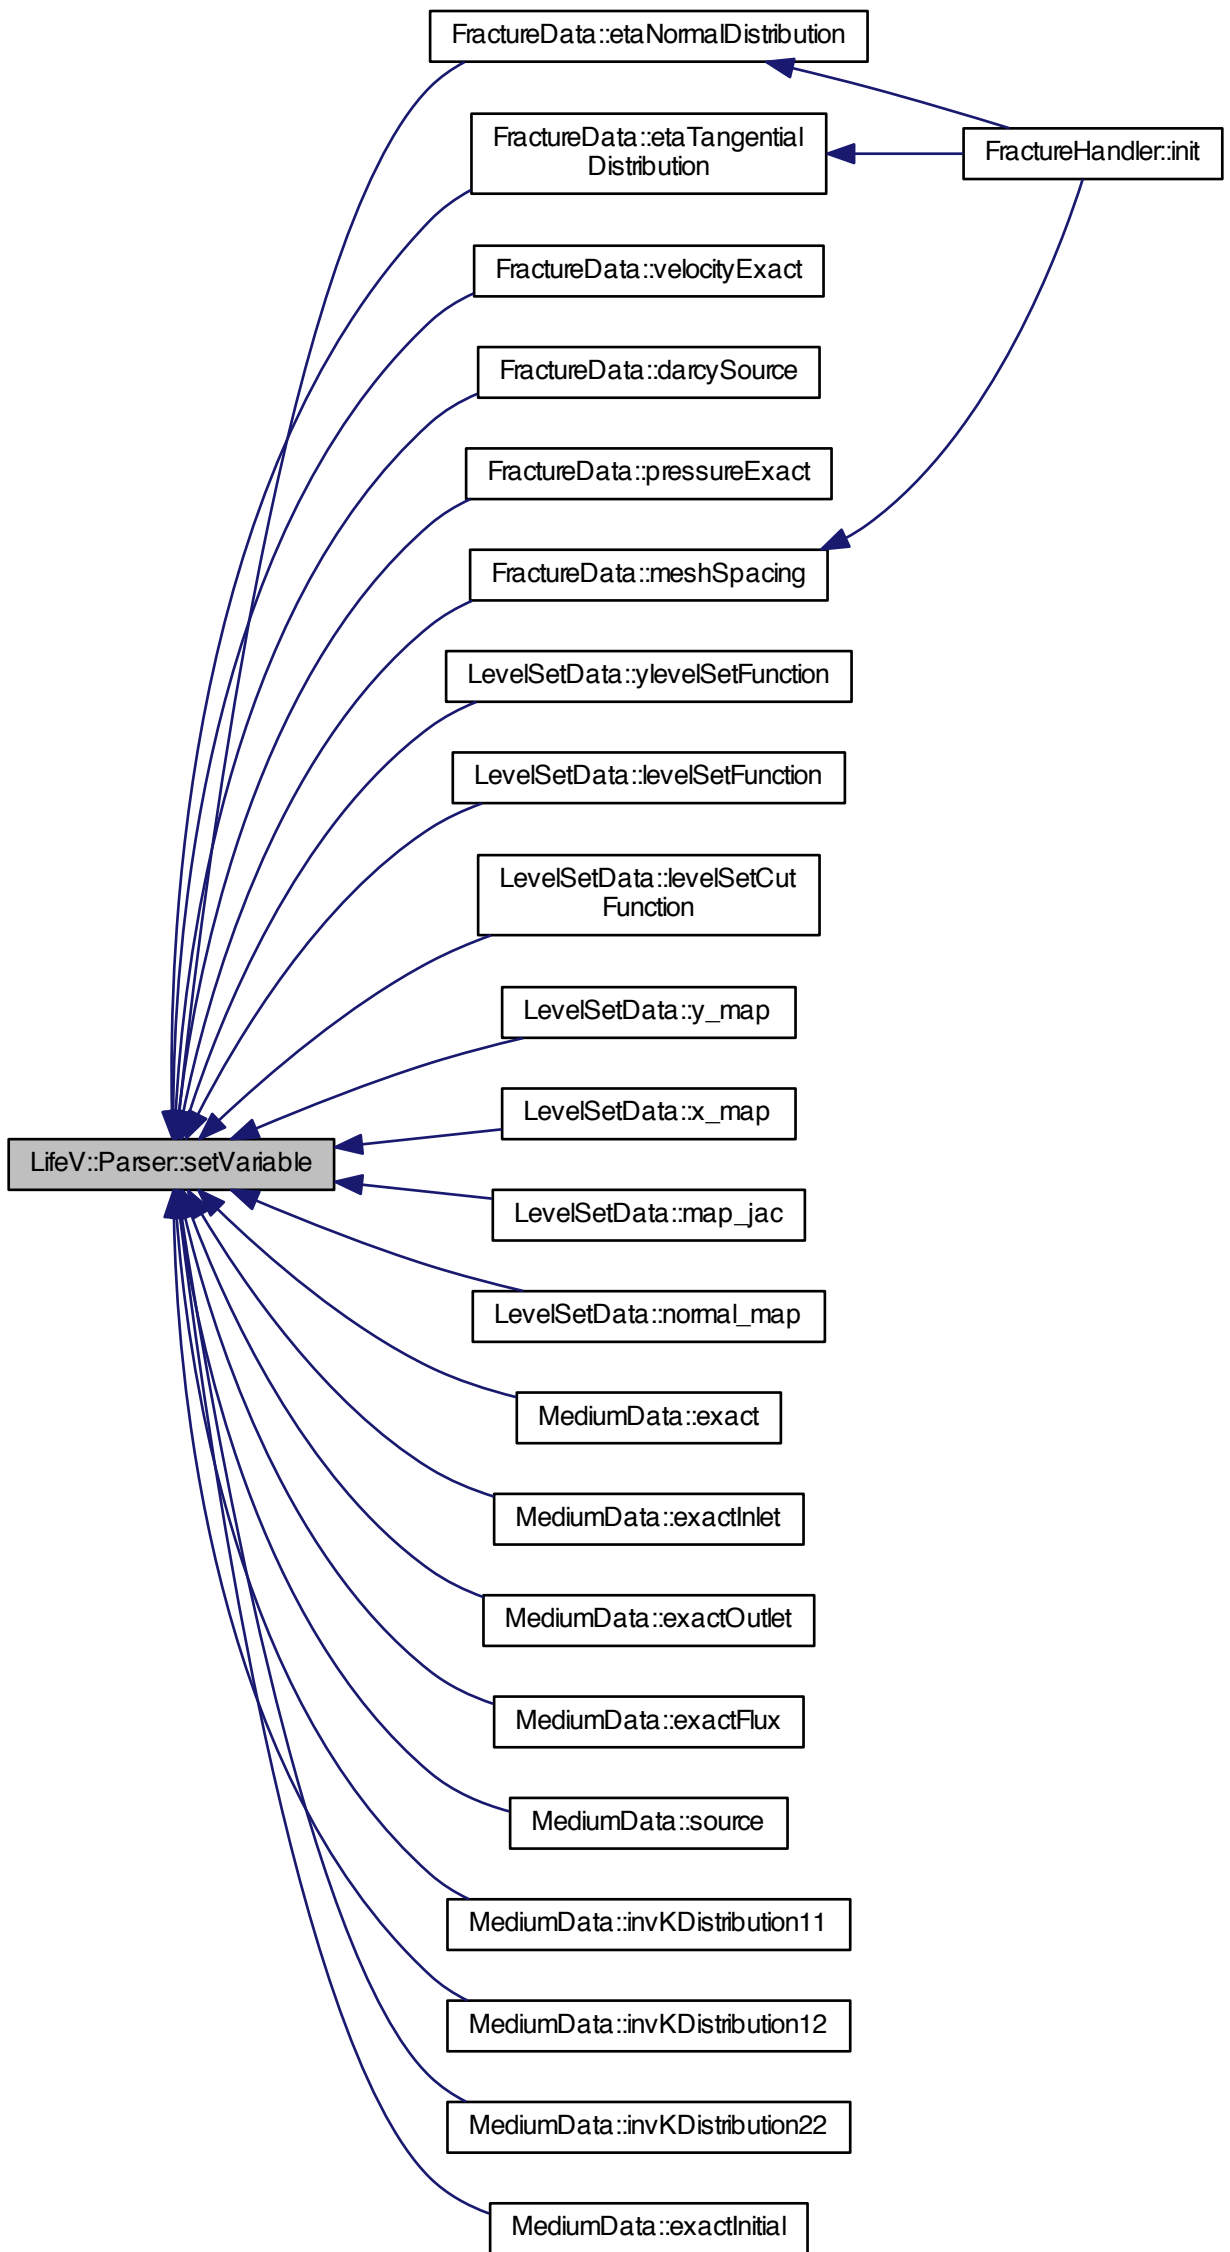 FractureData::etaNormalDistribution
FractureData::etaTangential
Distribution
FractureHandler::init
FractureData::velocityExact
FractureData::darcySource
FractureData::pressureExact
FractureData::meshSpacing
LevelSetData::ylevelSetFunction
LevelSetData::levelSetFunction
LevelSetData::levelSetCut
Function
LevelSetData::y_map
LevelSetData::x_map
LifeV::Parser::setVariable
LevelSetData::map_jac
LevelSetData::normal_map
MediumData::exact
MediumData::exactInlet
MediumData::exactOutlet
MediumData::exactFlux
MediumData::source
MediumData::invKDistribution11
MediumData::invKDistribution12
MediumData::invKDistribution22
MediumData::exactInitial